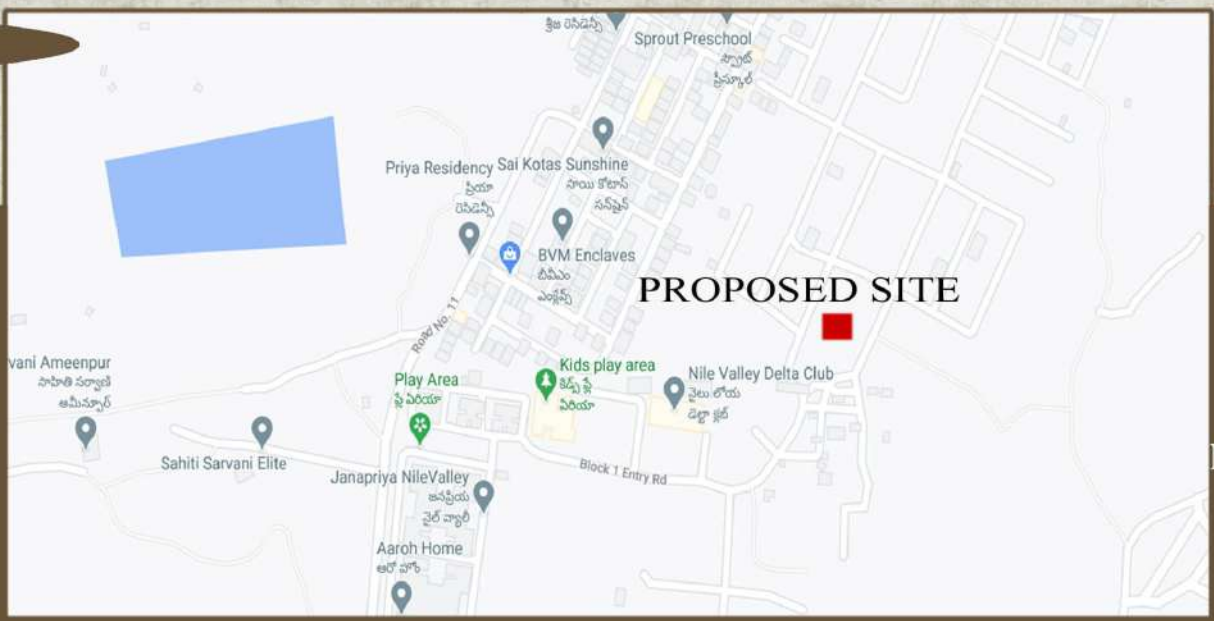 శ్రీజ రెసిడెన్సీ
Sprout Preschool
స్ప్రౌట్
ప్రీస్కూల్
Priya Residency
ప్రియా
రెసిడెన్సీ
Sai Kotas Sunshine
సాయి కోటాస్
సన్‌షైన్
BVM Enclaves
బీవీఎం
ఎంక్లేవ్స్
PROPOSED SITE
Road No. 11
vani Ameenpur
సాహితి సర్వాణి
అమీన్పూర్
Play Area
ప్లే ఏరియా
Kids play area
కిడ్స్ ప్లే
ఏరియా
Nile Valley Delta Club
నైలు లోయ
డెల్టా క్లబ్
Sahiti Sarvani Elite
Block 1 Entry Rd
Janapriya NileValley
జనప్రియ
నైల్ వ్యాలీ
Aaroh Home
ఆరో హోం